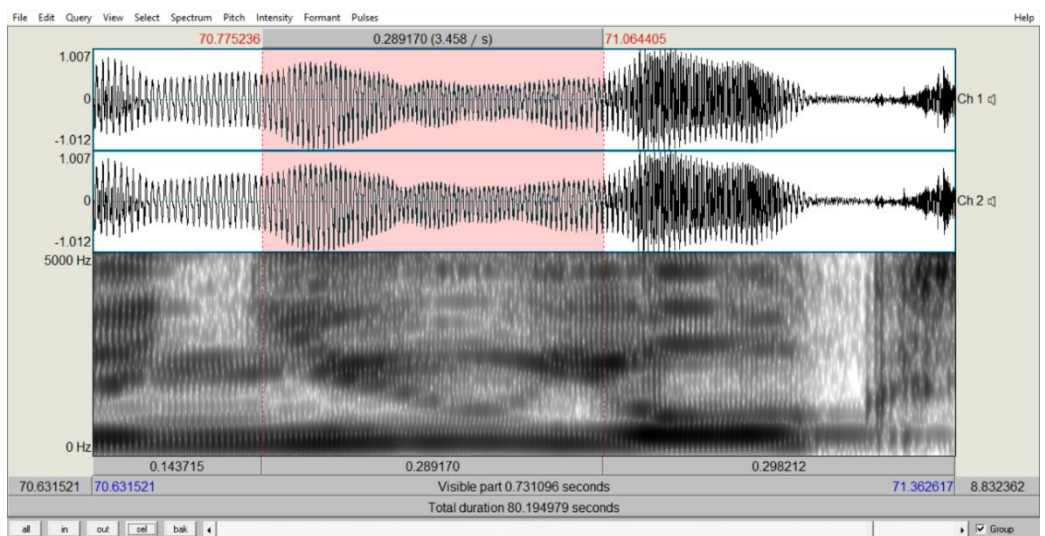 File Edit Query View Select Spectrum Pitch Intensity Formant Pulses Help
70.775236 0.289170 (3.458 / s) 71.064405
1.007
0
-1.012
Ch 1
1.007
0
-1.012
Ch 2
5000 Hz
0 Hz
0.143715 0.289170 0.298212
70.631521 70.631521 Visible part 0.731096 seconds 71.362617 8.832362
Total duration 80.194979 seconds
all in out sel bak Group